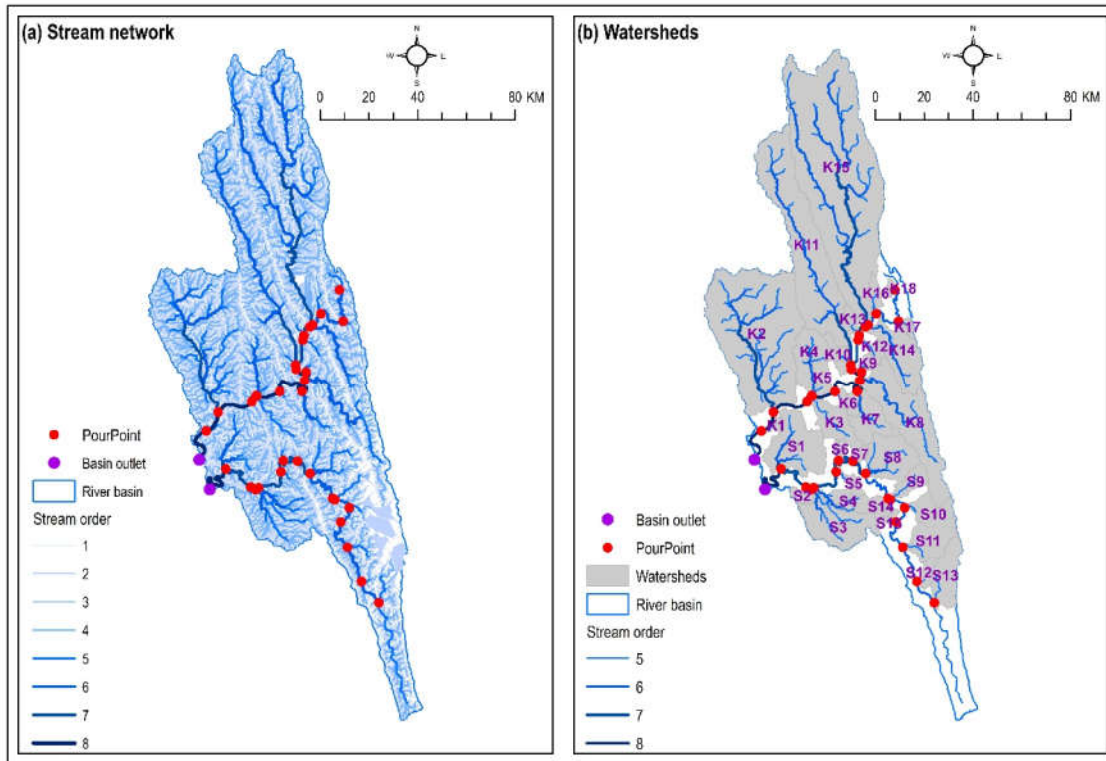 (a) Stream network
N
W
L
S
0 20 40 80 KM
PourPoint
Basin outlet
River basin
Stream order
1
2
3
4
5
6
7
8
(b) Watersheds
N
W
L
S
0 20 40 80 KM
K15
K11
K18
K16
K17
K13
K2
K12
K14
K4
K10
K9
K5
K6
K1
K3
K7
K8
S1
S6
S7
S8
S5
S9
S2
S4
S14
S10
S3
S11
S12
S13
Basin outlet
PourPoint
Watersheds
River basin
Stream order
5
6
7
8